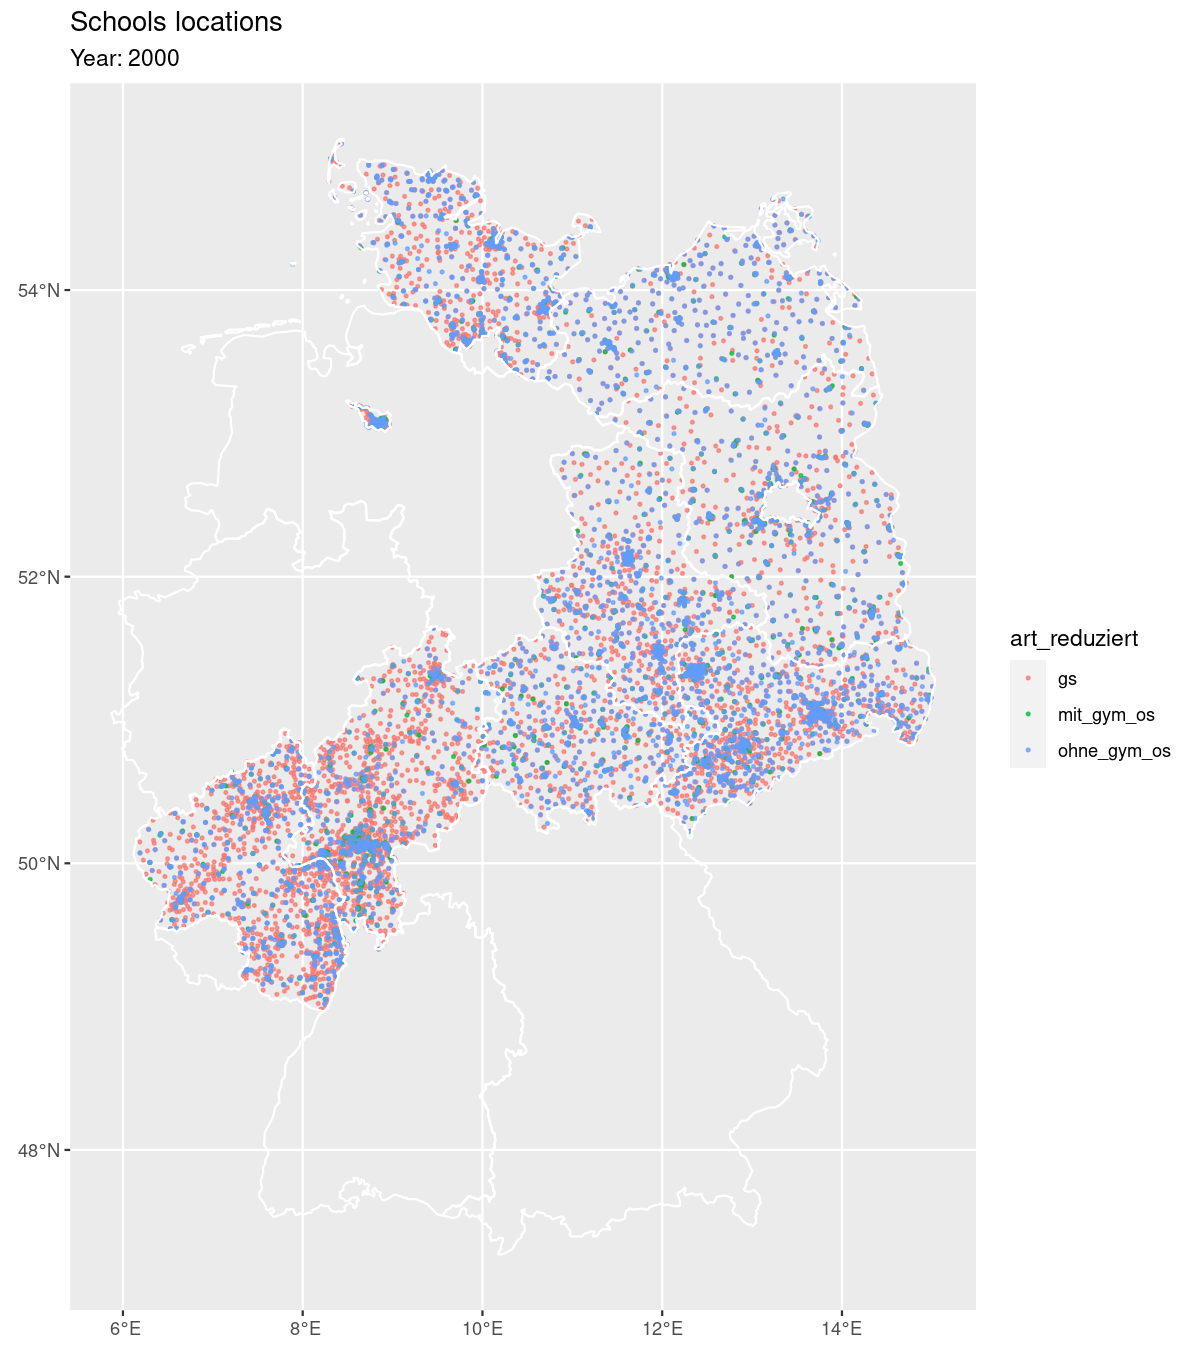 Schools locations
Year: 2000
54°N
52°N
50°N
48°N
6°E
8°E
10°E
12°E
14°E
art_reduziert
gs
mit_gym_os
ohne_gym_os